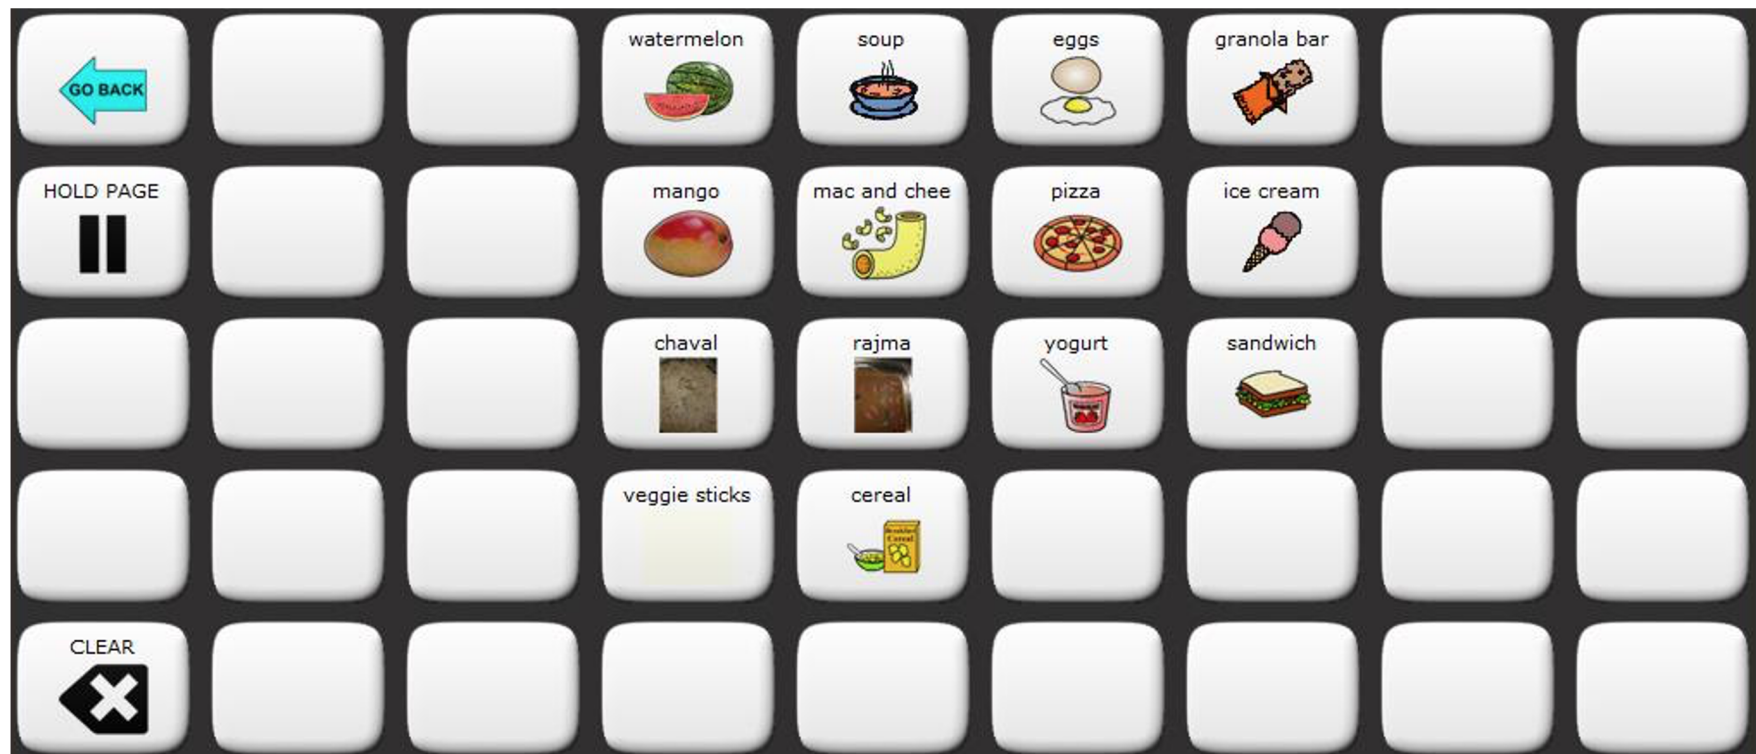 watermelon
soup
eggs
granola bar
GO BACK
HOLD PAGE
mango
mac and chee
pizza
ice cream
chaval
rajma
yogurt
sandwich
veggie sticks
cereal
Cereal
CLEAR